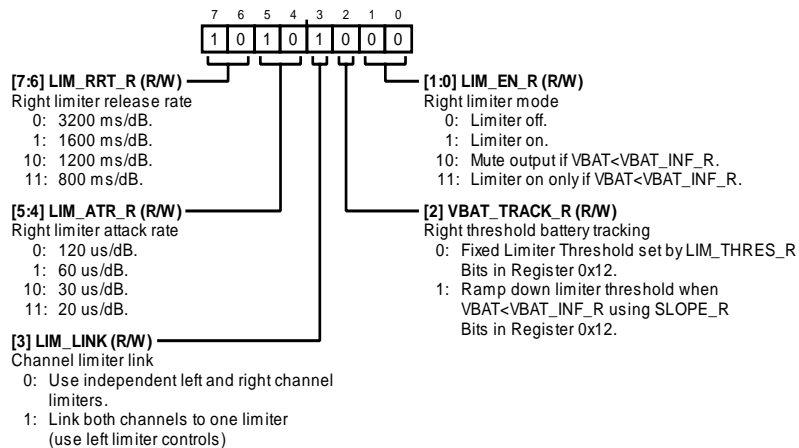 7 6 5 4 3 2 1 0
1 0 1 0 1 0 0 0
[7:6] LIM_RRT_R (R/W)
Right limiter release rate
0: 3200 ms/dB.
1: 1600 ms/dB.
10: 1200 ms/dB.
11: 800 ms/dB.
[5:4] LIM_ATR_R (R/W)
Right limiter attack rate
0: 120 us/dB.
1: 60 us/dB.
10: 30 us/dB.
11: 20 us/dB.
[3] LIM_LINK (R/W)
Channel limiter link
0: Use independent left and right channel
limiters.
1: Link both channels to one limiter
(use left limiter controls)
[1:0] LIM_EN_R (R/W)
Right limiter mode
0: Limiter off.
1: Limiter on.
10: Mute output if VBAT<VBAT_INF_R.
11: Limiter on only if VBAT<VBAT_INF_R.
[2] VBAT_TRACK_R (R/W)
Right threshold battery tracking
0: Fixed Limiter Threshold set by LIM_THRES_R
Bits in Register 0x12.
1: Ramp down limiter threshold when
VBAT<VBAT_INF_R using SLOPE_R
Bits in Register 0x12.